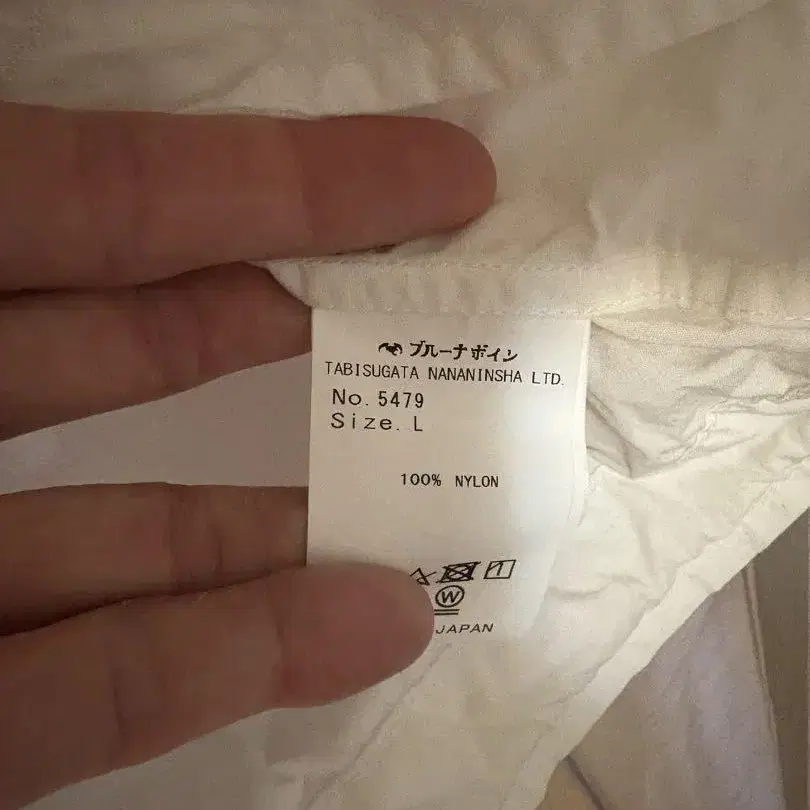 ブルーナボイン
TABISUGATA NANANINSHA LTD.
No. 5479
Size. L
100% NYLON
W
JAPAN